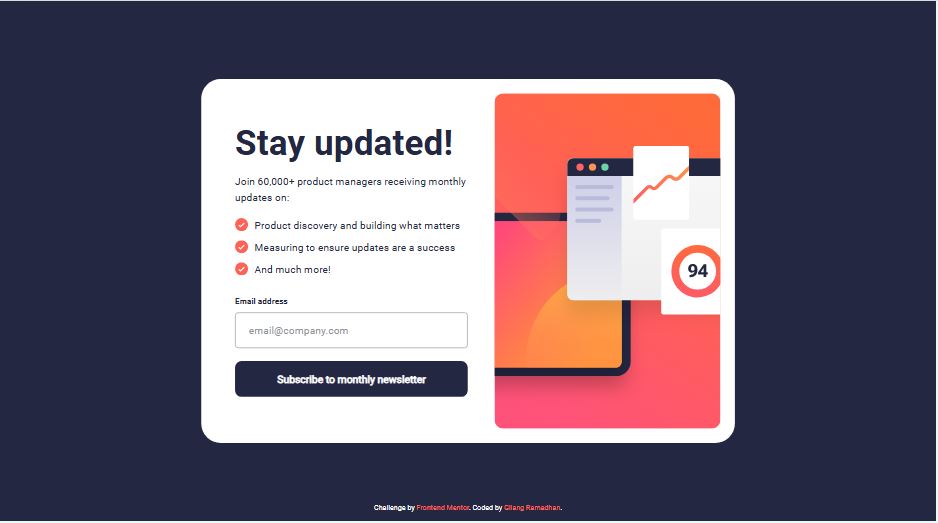 Stay updated!
Join 60,000+ product managers receiving monthly
updates on:
Product discovery and building what matters
Measuring to ensure updates are a success
And much more!
Email address
email@company.com
Subscribe to monthly newsletter
94
Challenge by Frontend Mentor. Coded by Gilang Ramadhan.